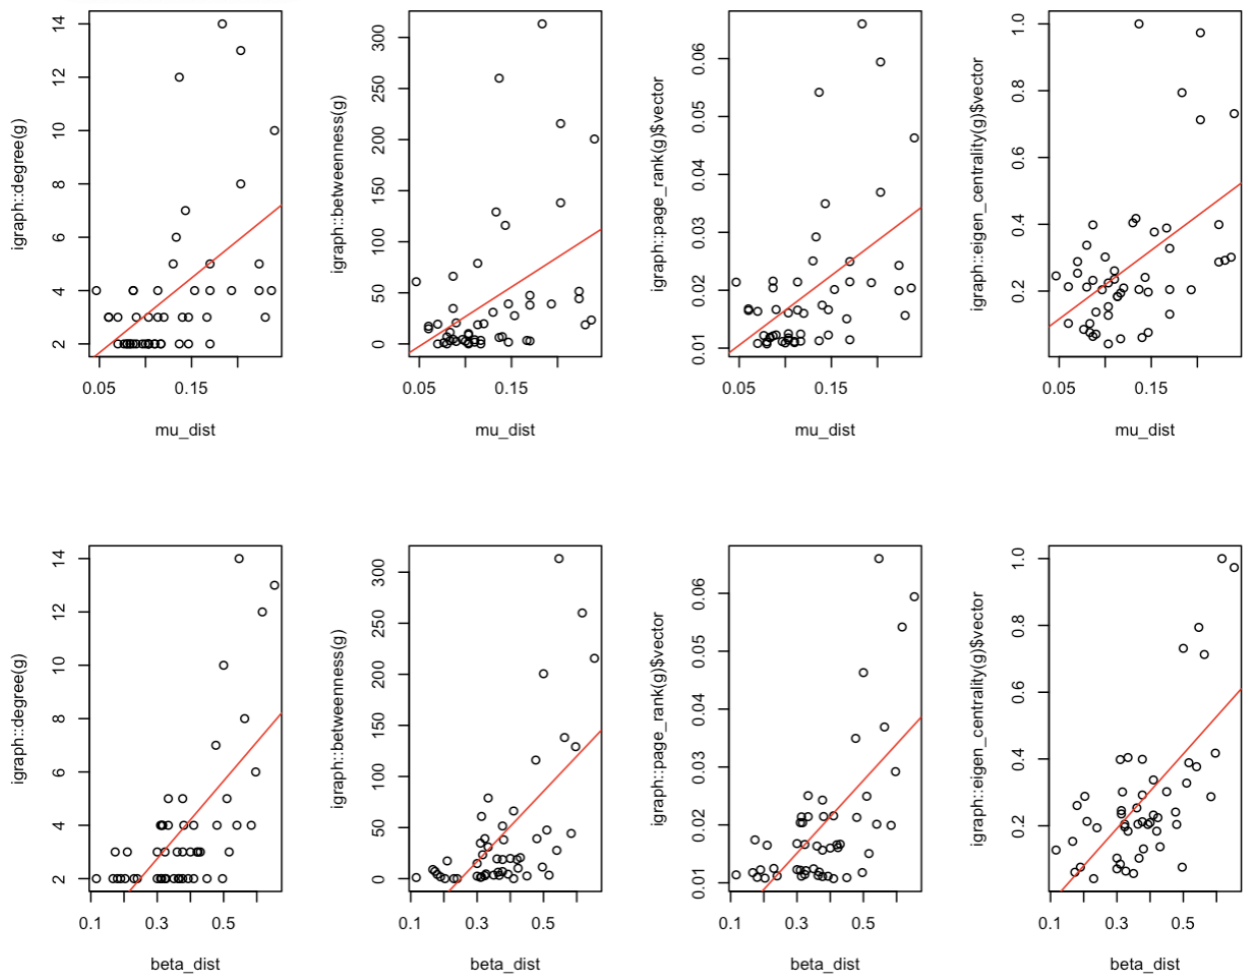 igraph::degree(g)
2 4 6 8 10 12 14
0.05 0.15
mu_dist
igraph::betweenness(g)
0 50 100 150 200 250 300
0.05 0.15
mu_dist
igraph::page_rank(g)$vector
0.01 0.02 0.03 0.04 0.05 0.06
0.05 0.15
mu_dist
igraph::eigen_centrality(g)$vector
0.2 0.4 0.6 0.8 1.0
0.05 0.15
mu_dist
igraph::degree(g)
2 4 6 8 10 12 14
0.1 0.3 0.5
beta_dist
igraph::betweenness(g)
0 50 100 150 200 250 300
0.1 0.3 0.5
beta_dist
igraph::page_rank(g)$vector
0.01 0.02 0.03 0.04 0.05 0.06
0.1 0.3 0.5
beta_dist
igraph::eigen_centrality(g)$vector
0.2 0.4 0.6 0.8 1.0
0.1 0.3 0.5
beta_dist